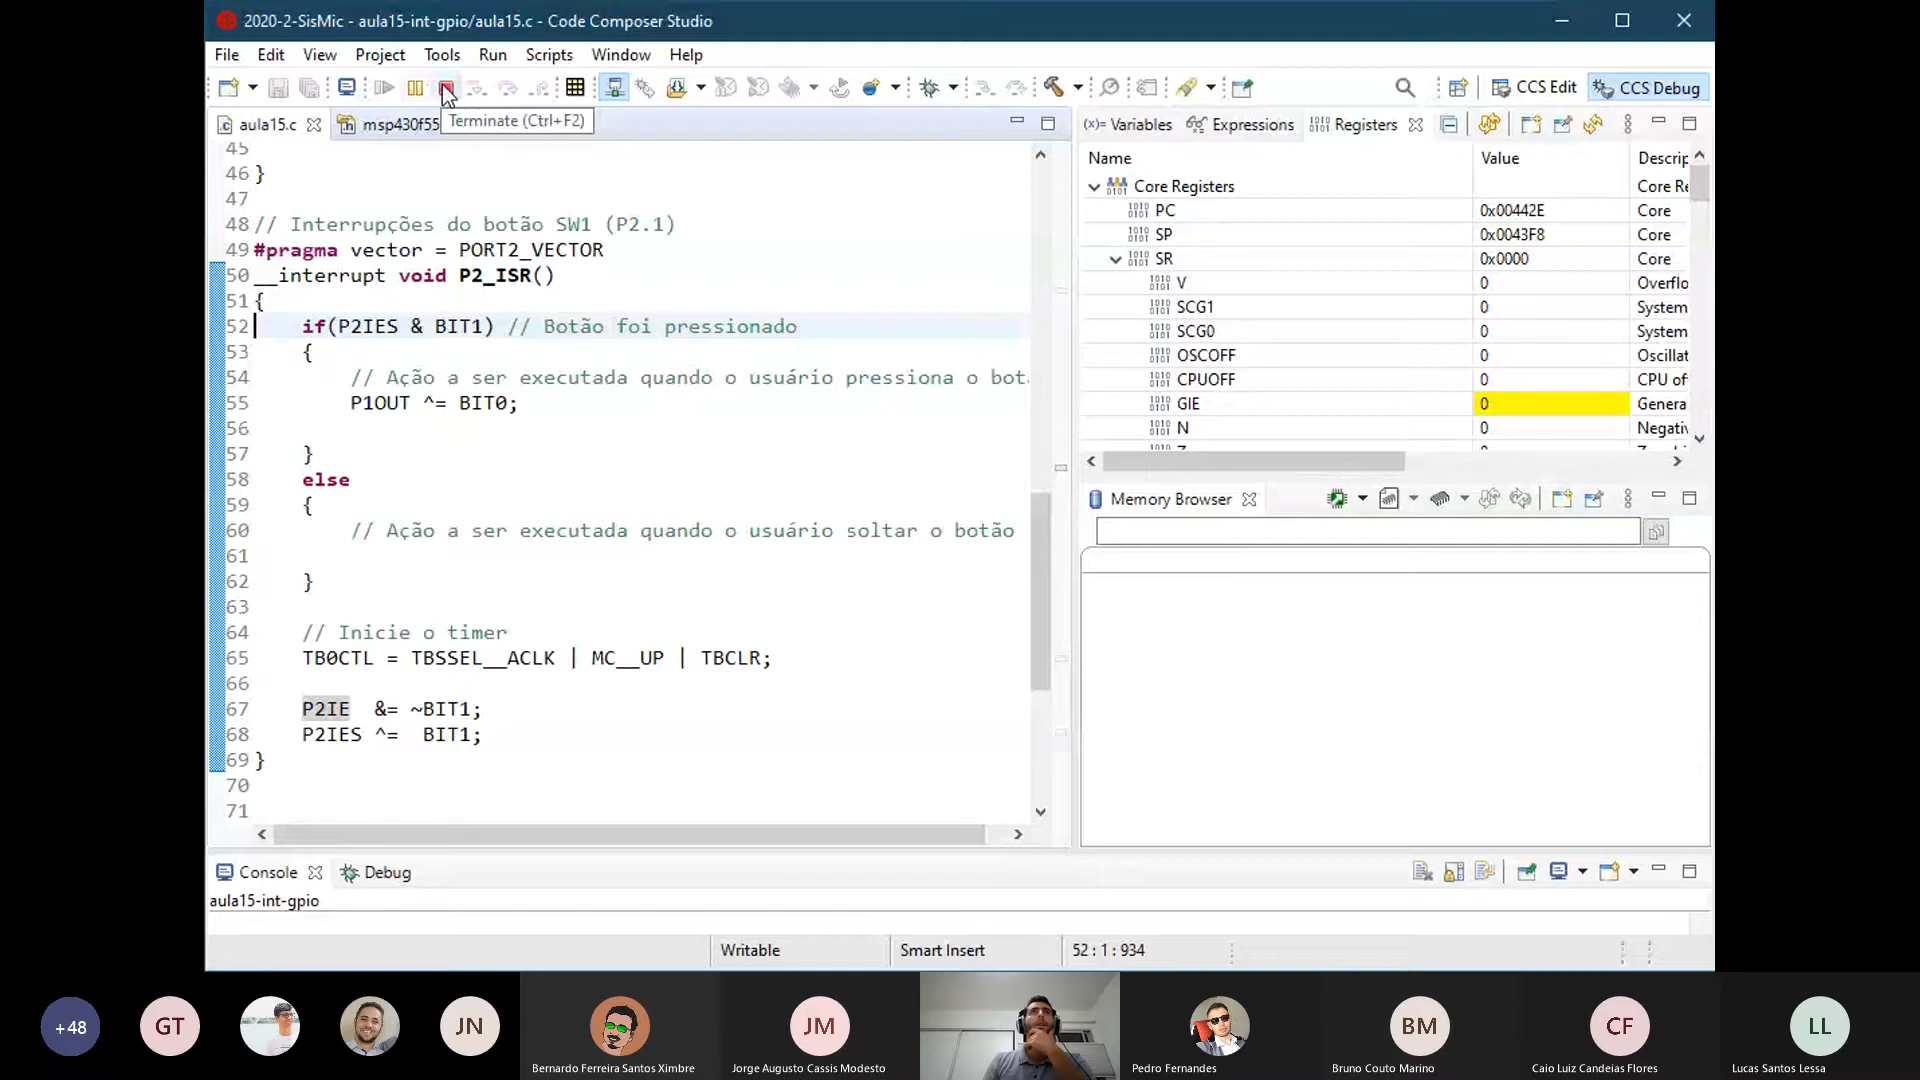 2020-2-SisMic - aula15-int-gpio/aula15.c - Code Composer Studio
File Edit View Project Tools Run Scripts Window Help
CCS Edit CCS Debug
aula15.c msp430f55
Terminate (Ctrl+F2)
45
46 }
47
48 // Interrupções do botão SW1 (P2.1)
49 #pragma vector = PORT2_VECTOR
50 __interrupt void P2_ISR()
51 {
52 if(P2IES & BIT1) // Botão foi pressionado
53 {
54 // Ação a ser executada quando o usuário pressiona o bot
55 P1OUT ^= BIT0;
56
57 }
58 else
59 {
60 // Ação a ser executada quando o usuário soltar o botão
61
62 }
63
64 // Inicie o timer
65 TB0CTL = TBSSEL__ACLK | MC__UP | TBCLR;
66
67 P2IE &= ~BIT1;
68 P2IES ^= BIT1;
69 }
70
71
(x)= Variables Expressions Registers
Name Value Descrip
Core Registers Core Re
PC 0x00442E Core
SP 0x0043F8 Core
SR 0x0000 Core
V 0 Overflo
SCG1 0 System
SCG0 0 System
OSCOFF 0 Oscillat
CPUOFF 0 CPU of
GIE 0 Genera
N 0 Negativ
Memory Browser
Console Debug
aula15-int-gpio
Writable Smart Insert 52 : 1 : 934
+48 GT JN JM BM CF LL
Bernardo Ferreira Santos Ximbre Jorge Augusto Cassis Modesto Pedro Fernandes Bruno Couto Marino Caio Luiz Candeias Flores Lucas Santos Lessa